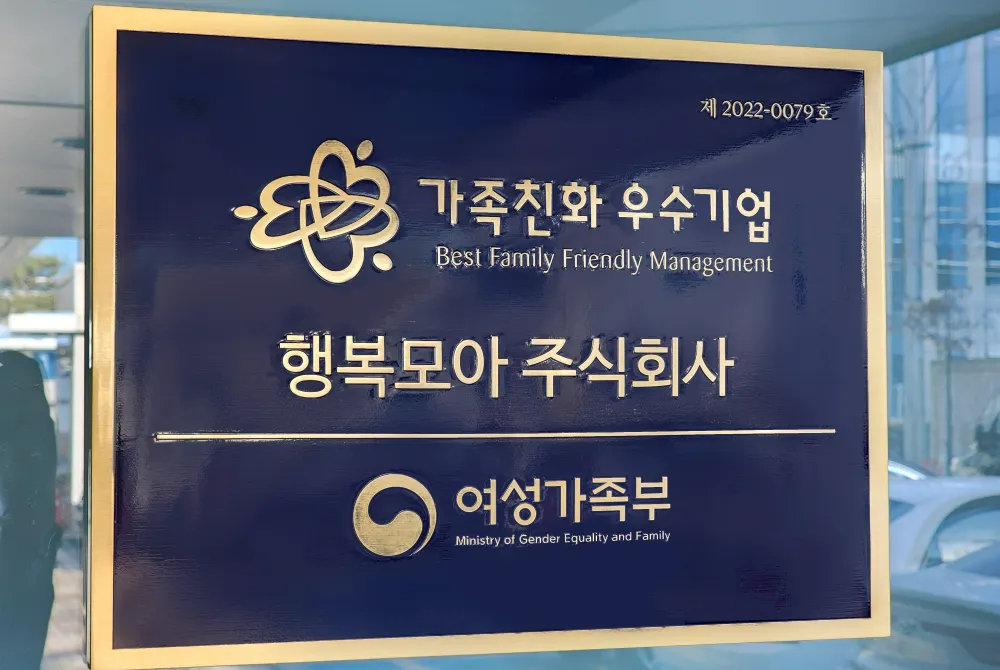 제 2022-0079호
가족친화 우수기업
Best Family Friendly Management
행복모아 주식회사
여성가족부
Ministry of Gender Equality and Family